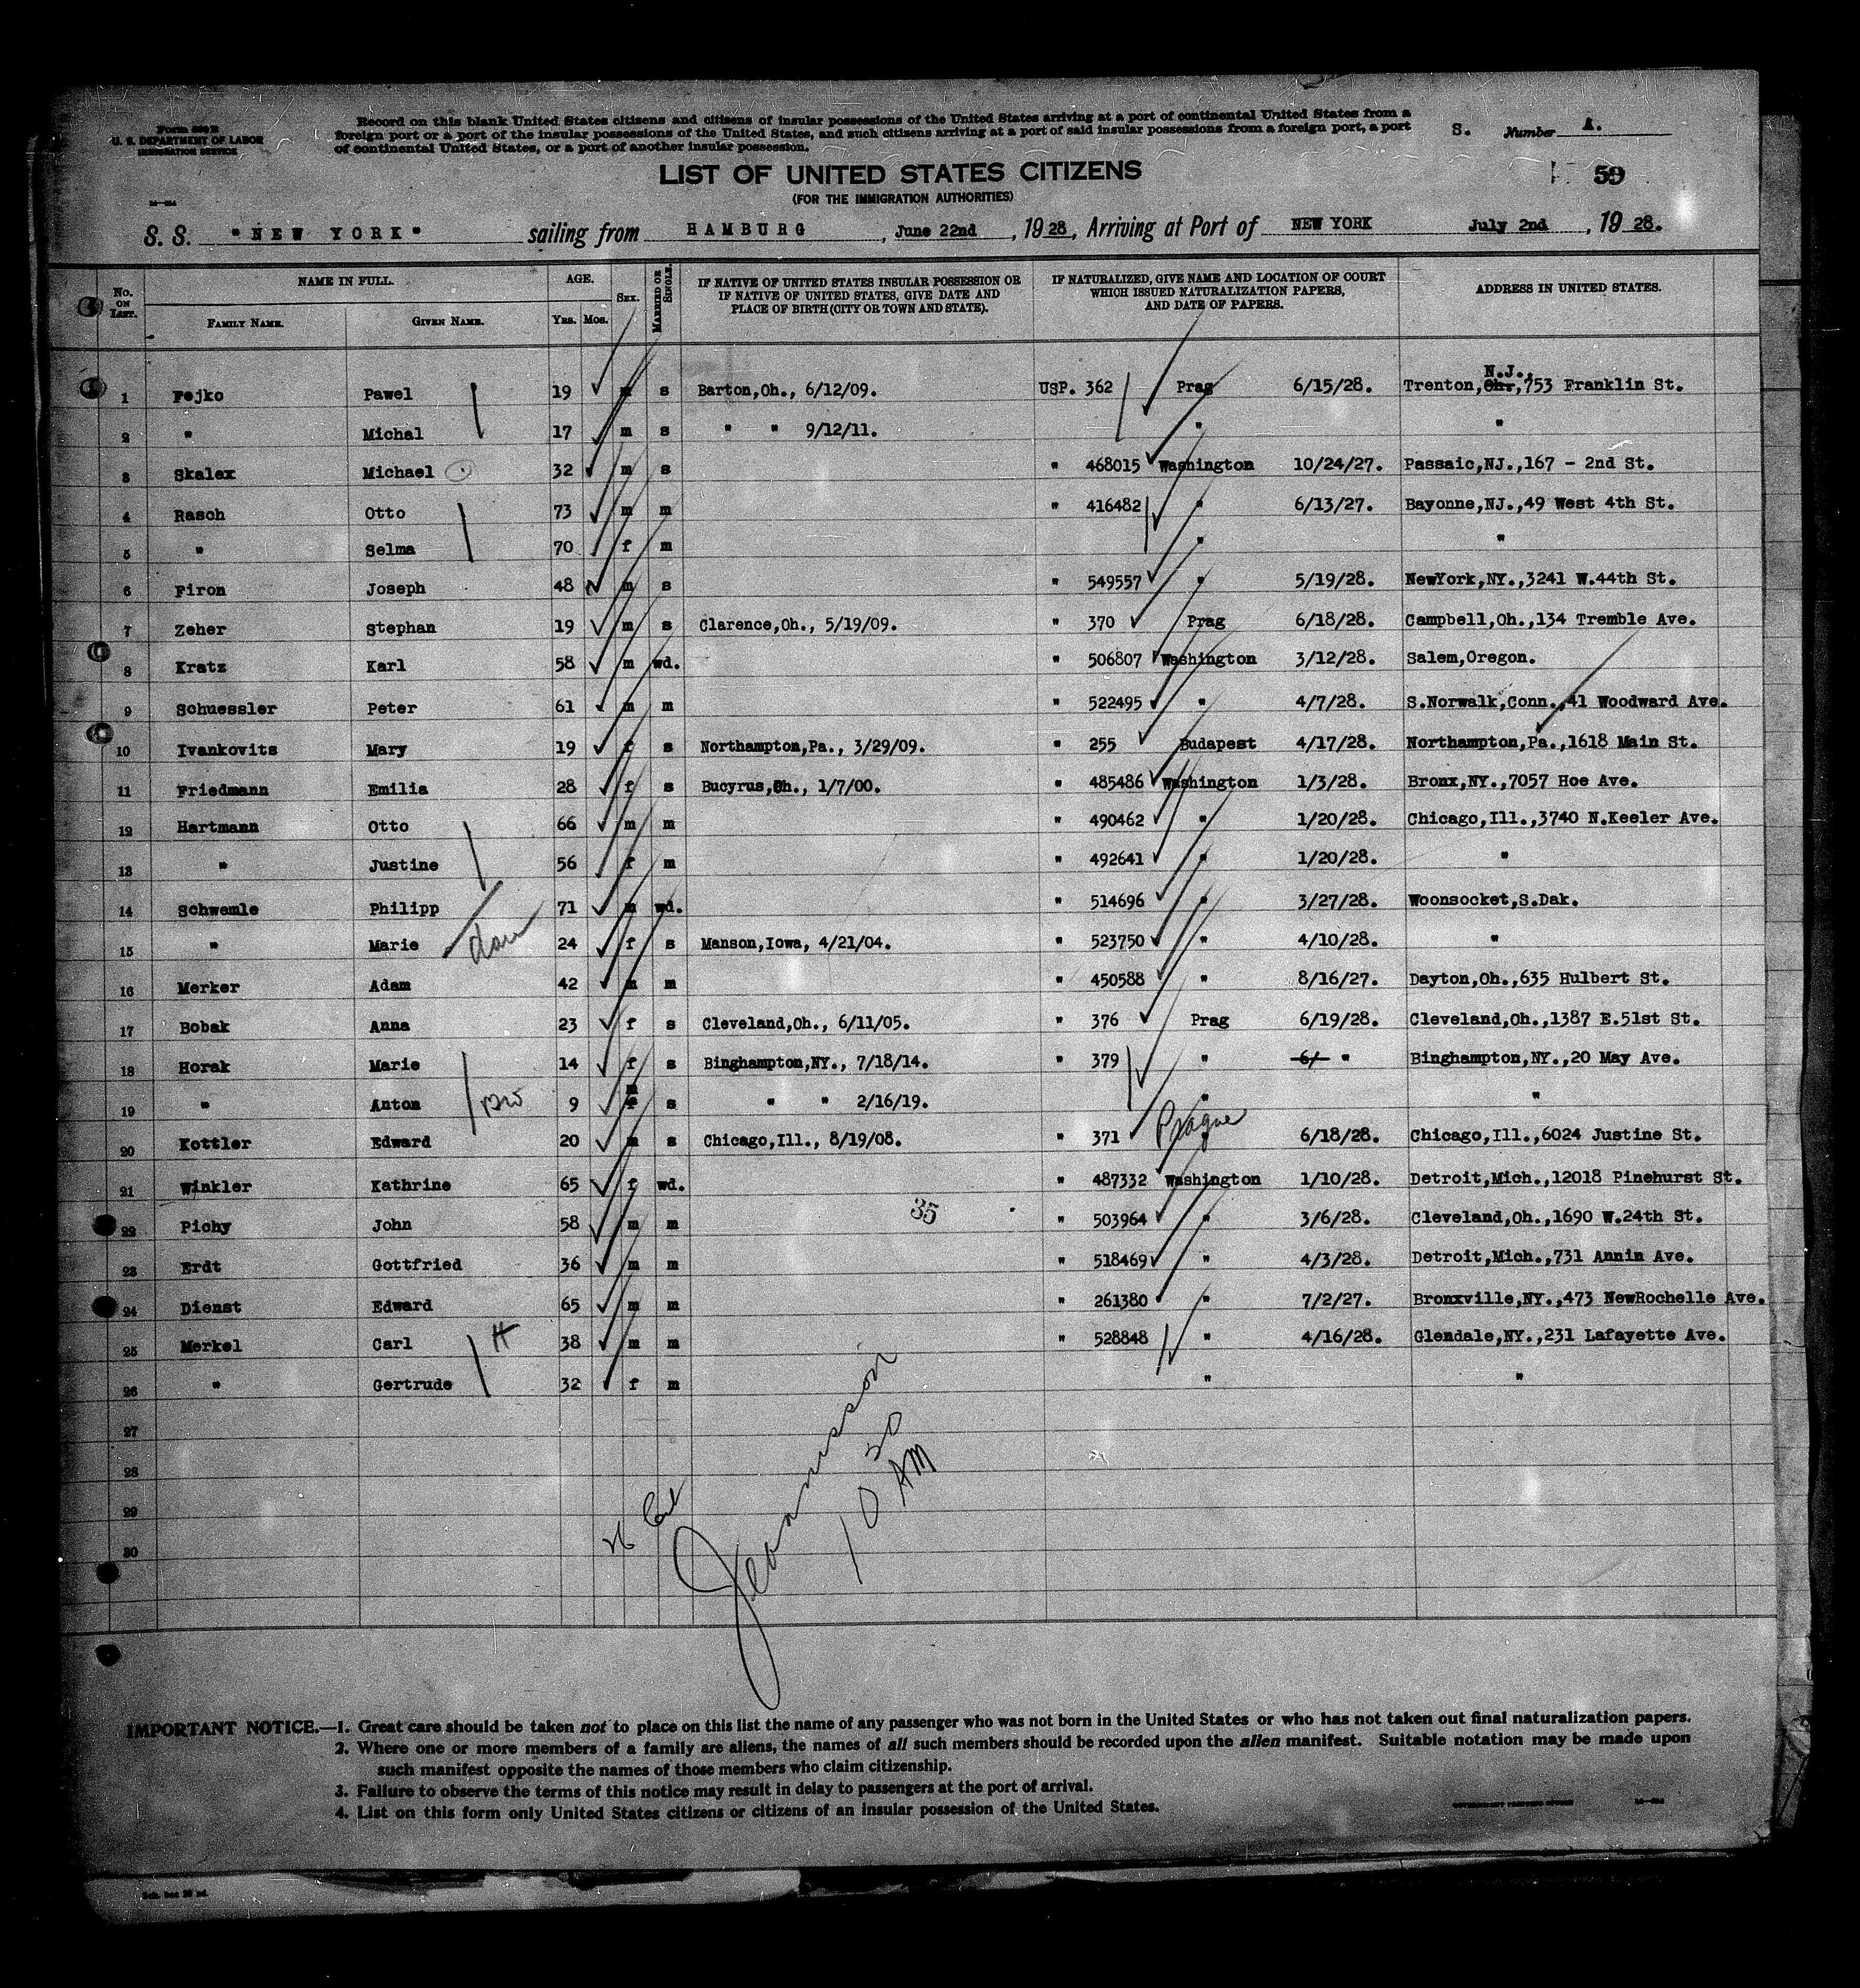 Form 630 B
U. S. DEPARTMENT OF LABOR
IMMIGRATION SERVICE
Record on this blank United States citizens and citizens of insular possessions of the United States arriving at a port of continental United States from a
foreign port or a port of the insular possessions of the United States, and such citizens arriving at a port of said insular possessions from a foreign port, a port
of continental United States, or a port of another insular possession.
S. Number A.
LIST OF UNITED STATES CITIZENS
59
(FOR THE IMMIGRATION AUTHORITIES)
S. S. "NEW YORK" sailing from HAMBURG, June 22nd, 1928, Arriving at Port of NEW YORK July 2nd, 1928.
No. ON LIST. NAME IN FULL. FAMILY NAME. GIVEN NAME. AGE. YRS. MOS. SEX. MARRIED OR SINGLE. IF NATIVE OF UNITED STATES INSULAR POSSESSION OR IF NATIVE OF UNITED STATES, GIVE DATE AND PLACE OF BIRTH (CITY OR TOWN AND STATE). IF NATURALIZED, GIVE NAME AND LOCATION OF COURT WHICH ISSUED NATURALIZATION PAPERS, AND DATE OF PAPERS. ADDRESS IN UNITED STATES.
1 Fejko Pawel 19 m s Barton,Oh., 6/12/09. USP. 362 Prag 6/15/28. Trenton,Oh., N.J.,753 Franklin St.
2 " Michal 17 m s " " 9/12/11. " "
3 Skalex Michael 32 m s " 468015 Washington 10/24/27. Passaic,NJ.,167 - 2nd St.
4 Rasch Otto 73 m m " 416482 " 6/13/27. Bayonne,NJ.,49 West 4th St.
5 " Selma 70 f m " "
6 Firon Joseph 48 m s " 549557 " 5/19/28. NewYork,NY.,3241 W.44th St.
7 Zeher Stephan 19 m s Clarence,Oh., 5/19/09. " 370 Prag 6/18/28. Campbell,Oh.,134 Tremble Ave.
8 Kratz Karl 58 m wd. " 506807 Washington 3/12/28. Salem,Oregon.
9 Schuessler Peter 61 m m " 522495 " 4/7/28. S.Norwalk,Conn.,41 Woodward Ave.
10 Ivankovits Mary 19 f s Northampton,Pa., 3/29/09. " 255 Budapest 4/17/28. Northampton,Pa.,1618 Main St.
11 Friedmann Emilia 28 f s Bucyrus,Oh., 1/7/00. " 485486 Washington 1/3/28. Bronx,NY.,7057 Hoe Ave.
12 Hartmann Otto 66 m m " 490462 " 1/20/28. Chicago,Ill.,3740 N.Keeler Ave.
13 " Justine 56 f m " 492641 " 1/20/28. "
14 Schwemle Philipp 71 m wd. " 514696 " 3/27/28. Woonsocket,S.Dak.
15 " Marie 24 f s Manson,Iowa, 4/21/04. " 523750 " 4/10/28. "
16 Merker Adam 42 m m " 450588 " 8/16/27. Dayton,Oh.,635 Hulbert St.
17 Bobak Anna 23 f s Cleveland,Oh., 6/11/05. " 376 Prag 6/19/28. Cleveland,Oh.,1387 E.51st St.
18 Horak Marie 14 f s Binghampton,NY., 7/18/14. " 379 " 6/ " Binghampton,NY.,20 May Ave.
19 " Anton 9 m f s " " 2/16/19. " "
20 Kottler Edward 20 m s Chicago,Ill., 8/19/08. " 371 Prague " 6/18/28. Chicago,Ill.,6024 Justine St.
21 Winkler Kathrine 65 f wd. " 487332 Washington 1/10/28. Detroit,Mich.,12018 Pinehurst St.
35
22 Pichy John 58 m m " 503964 " 3/6/28. Cleveland,Oh.,1690 W.24th St.
23 Erdt Gottfried 36 m m " 518469 " 4/3/28. Detroit,Mich.,731 Annin Ave.
24 Dienst Edward 65 m m " 261380 " 7/2/27. Bronxville,NY.,473 NewRochelle Ave.
25 Merkel Carl 38 m m " 528848 " 4/16/28. Glendale,NY.,231 Lafayette Ave.
26 " Gertrude 32 f m " "
27
28
29
30
10 30 AM
IMPORTANT NOTICE.—1. Great care should be taken not to place on this list the name of any passenger who was not born in the United States or who has not taken out final naturalization papers.
2. Where one or more members of a family are aliens, the names of all such members should be recorded upon the alien manifest. Suitable notation may be made upon
such manifest opposite the names of those members who claim citizenship.
3. Failure to observe the terms of this notice may result in delay to passengers at the port of arrival.
4. List on this form only United States citizens or citizens of an insular possession of the United States.
GOVERNMENT PRINTING OFFICE